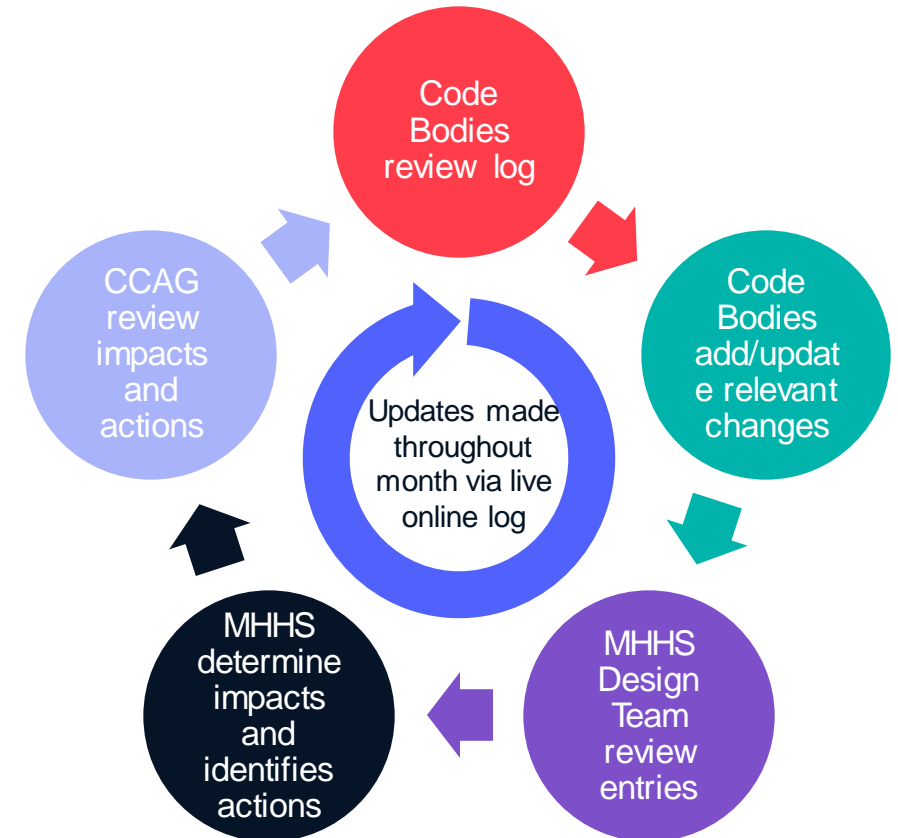 Code
Bodies
review log
Code
Bodies
add/updat
e relevant
changes
MHHS
Design
Team
review
entries
MHHS
determine
impacts
and
identifies
actions
CCAG
review
impacts
and
actions
Updates made
throughout
month via live
online log